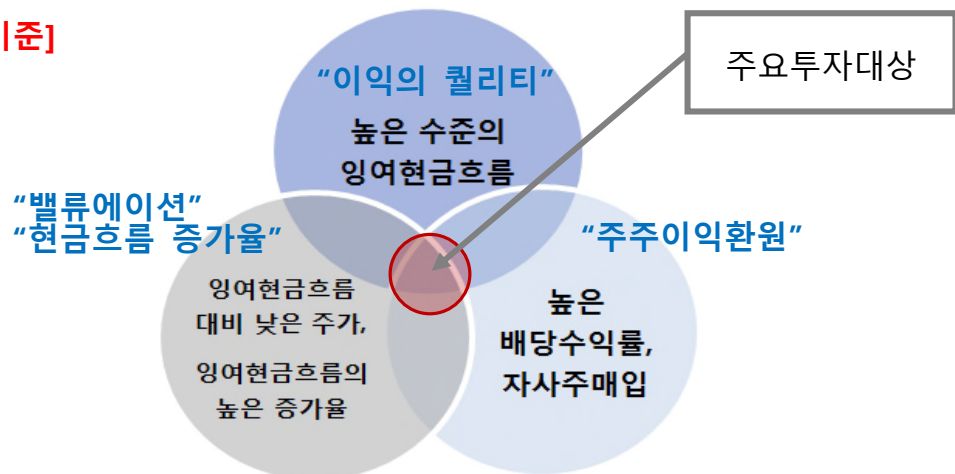 준]
주요투자대상
“이익의 퀄리티”
높은 수준의
잉여현금흐름
“밸류에이션”
“현금흐름 증가율”
“주주이익환원”
잉여현금흐름
대비 낮은 주가,
잉여현금흐름의
높은 증가율
높은
배당수익률,
자사주매입